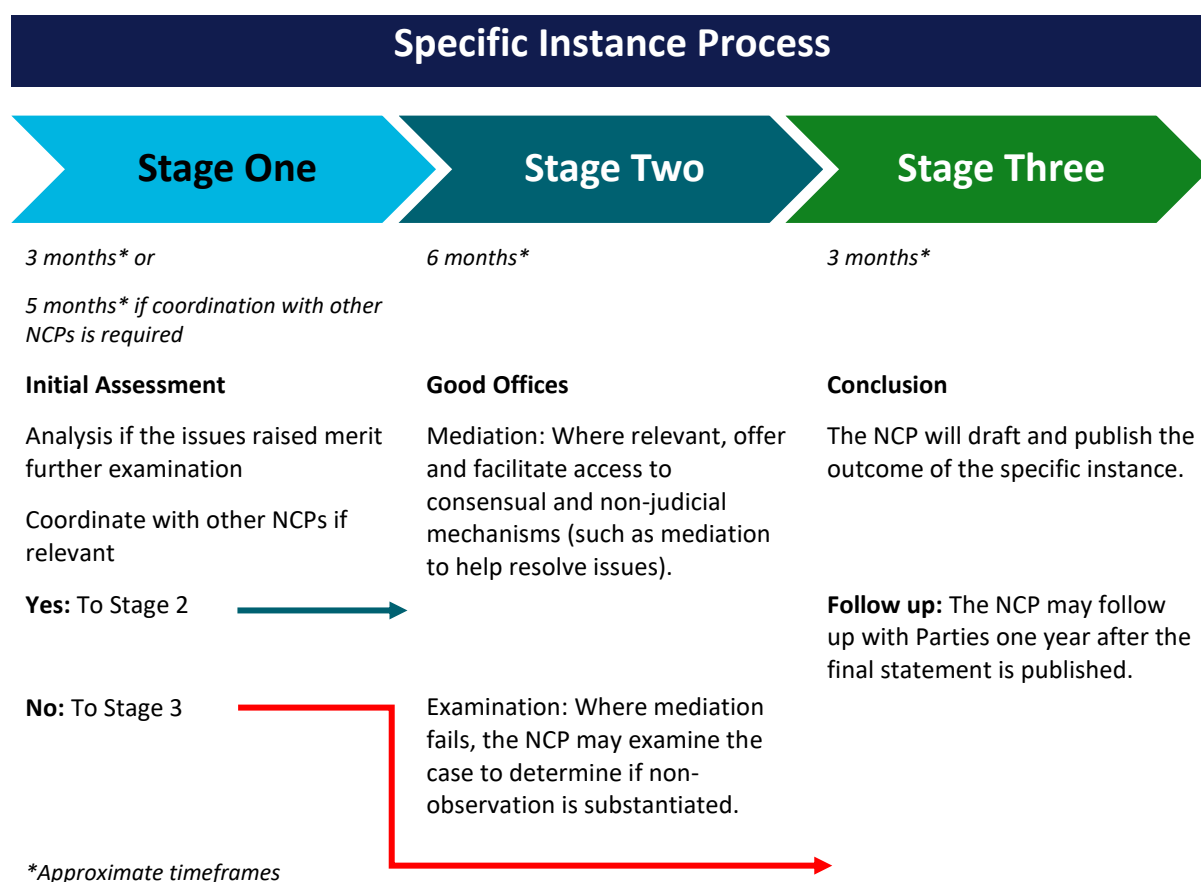 Specific Instance Process
Stage One
Stage Two
Stage Three
3 months* or
5 months* if coordination with other
NCPs is required
Initial Assessment
Analysis if the issues raised merit
further examination
Coordinate with other NCPs if
relevant
Yes: To Stage 2
No: To Stage 3
*Approximate timeframes
6 months*
Good Offices
Mediation: Where relevant, offer
and facilitate access to
consensual and non-judicial
mechanisms (such as mediation
to help resolve issues).
Examination: Where mediation
fails, the NCP may examine the
case to determine if non-
observation is substantiated.
3 months*
Conclusion
The NCP will draft and publish the
outcome of the specific instance.
Follow up: The NCP may follow
up with Parties one year after the
final statement is published.